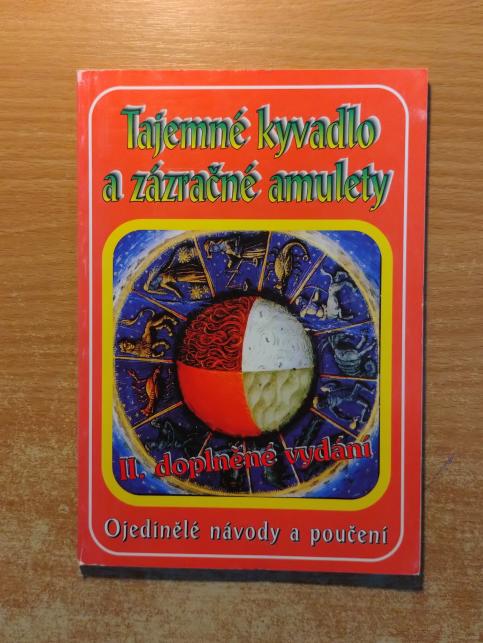 Tajemné kyvadlo
a zázračné amulety
II. doplněné vydání
Ojedinělé návody a poučení